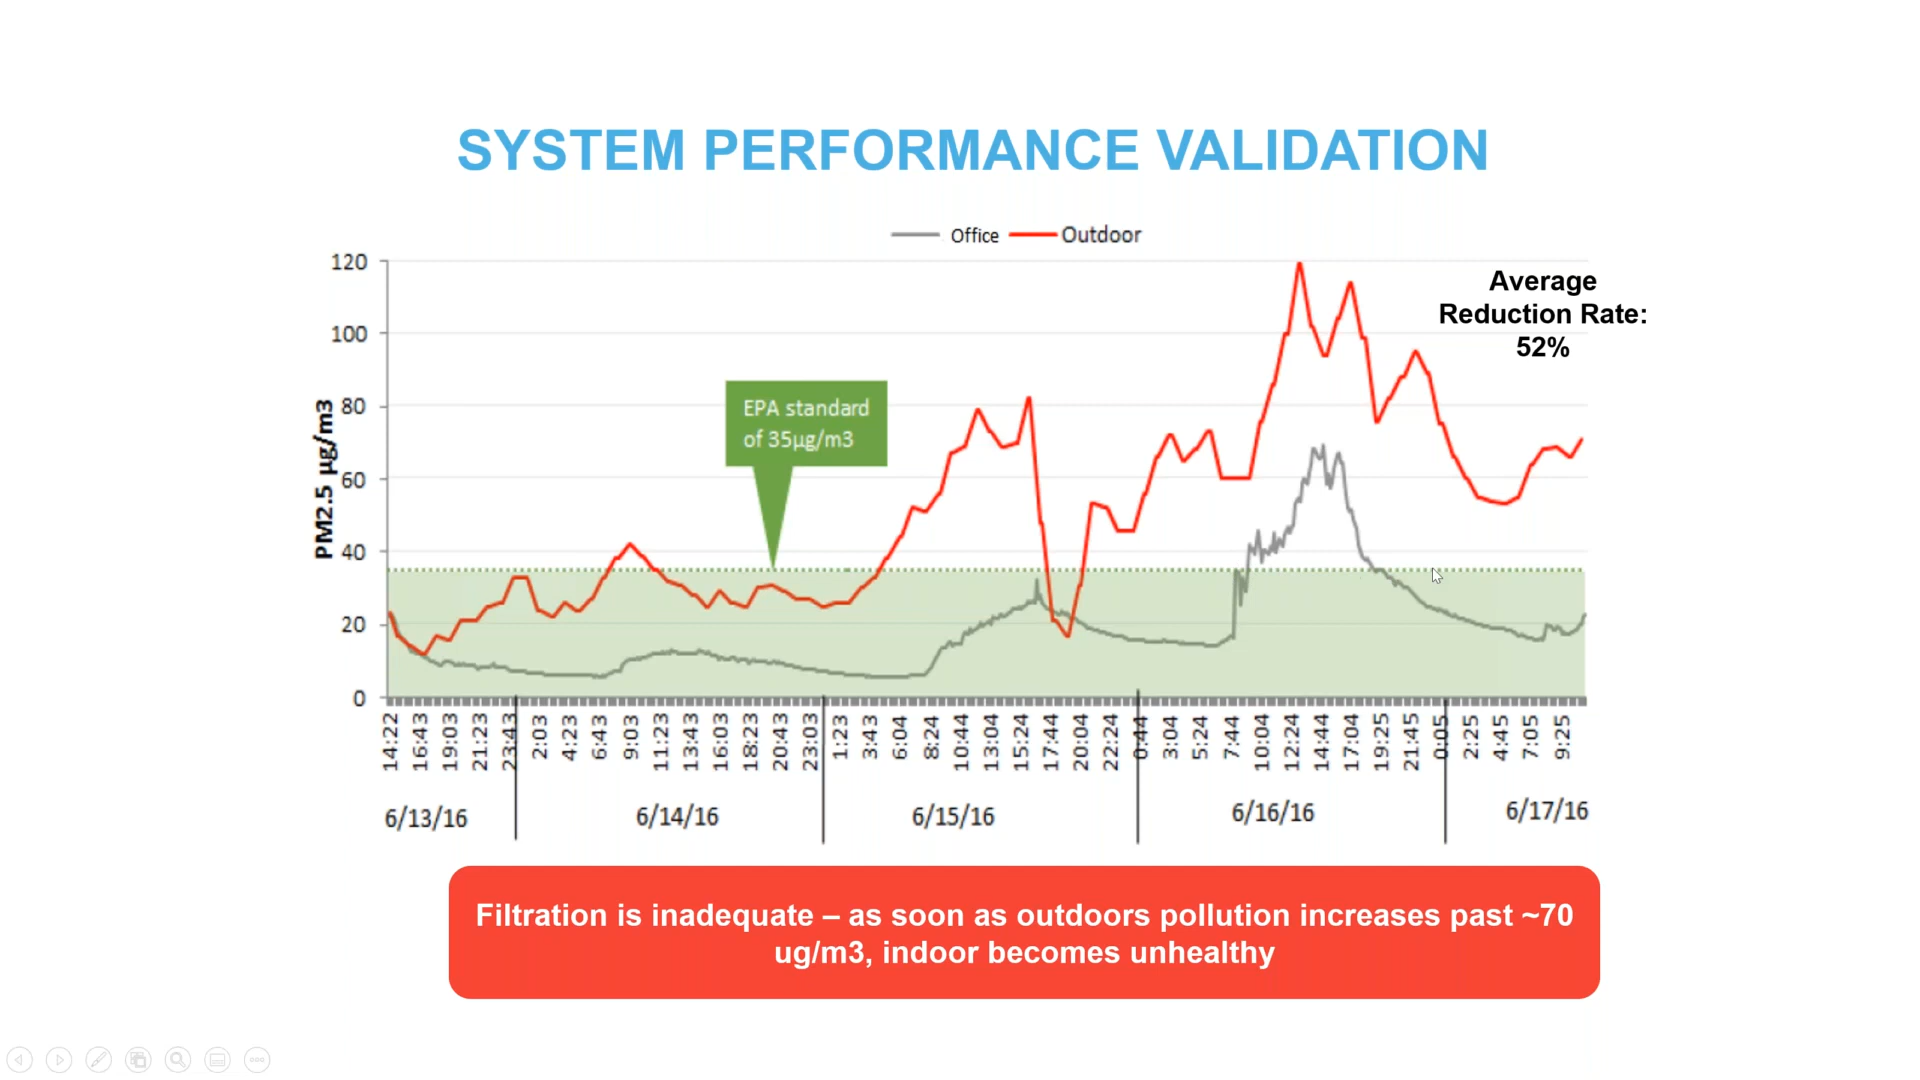 SYSTEM PERFORMANCE VALIDATION
Office Outdoor
Average
Reduction Rate:
52%
EPA standard
of 35µg/m3
PM2.5 µg/m3
120
100
80
60
40
20
0
14:22 16:43 19:03 21:23 23:43 2:03 4:23 6:43 9:03 11:23 13:43 16:03 18:23 20:43 23:03 1:23 3:43 6:04 8:24 10:44 13:04 15:24 17:44 20:04 22:24 0:44 3:04 5:24 7:44 10:04 12:24 14:44 17:04 19:25 21:45 0:05 2:25 4:45 7:05 9:25
6/13/16 6/14/16 6/15/16 6/16/16 6/17/16
Filtration is inadequate – as soon as outdoors pollution increases past ~70
ug/m3, indoor becomes unhealthy